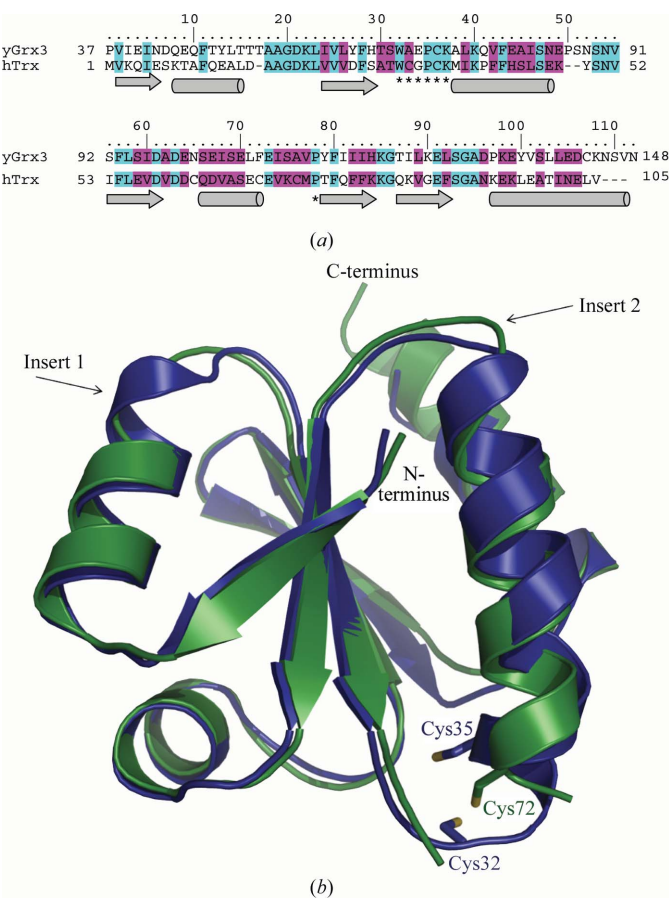 10 20 30 40 50
yGrx3 37 PVIEINDQEQFTYLTTTAAGDKLIVLYFHTSWAEPCKALKQVFEAISNEPSNSNV 91
hTrx 1 MVKQIESKTAFQEALD-AAGDKLVVVDFSATWCGPCKMIKPFFHSLSEK--YSNV 52
******
60 70 80 90 100 110
yGrx3 92 SFLSIDADENSEISELFEISAVPYFIIIHKGTILKELSGADPKEYVSLLEDCKNSVN 148
hTrx 53 IFLEVDVDDCQDVASECEVKCMPTFQFFKKGQKVGEFSGANKEKLEATINELV--- 105
*
(a)
C-terminus
Insert 1
Insert 2
N-
terminus
Cys35
Cys72
Cys32
(b)